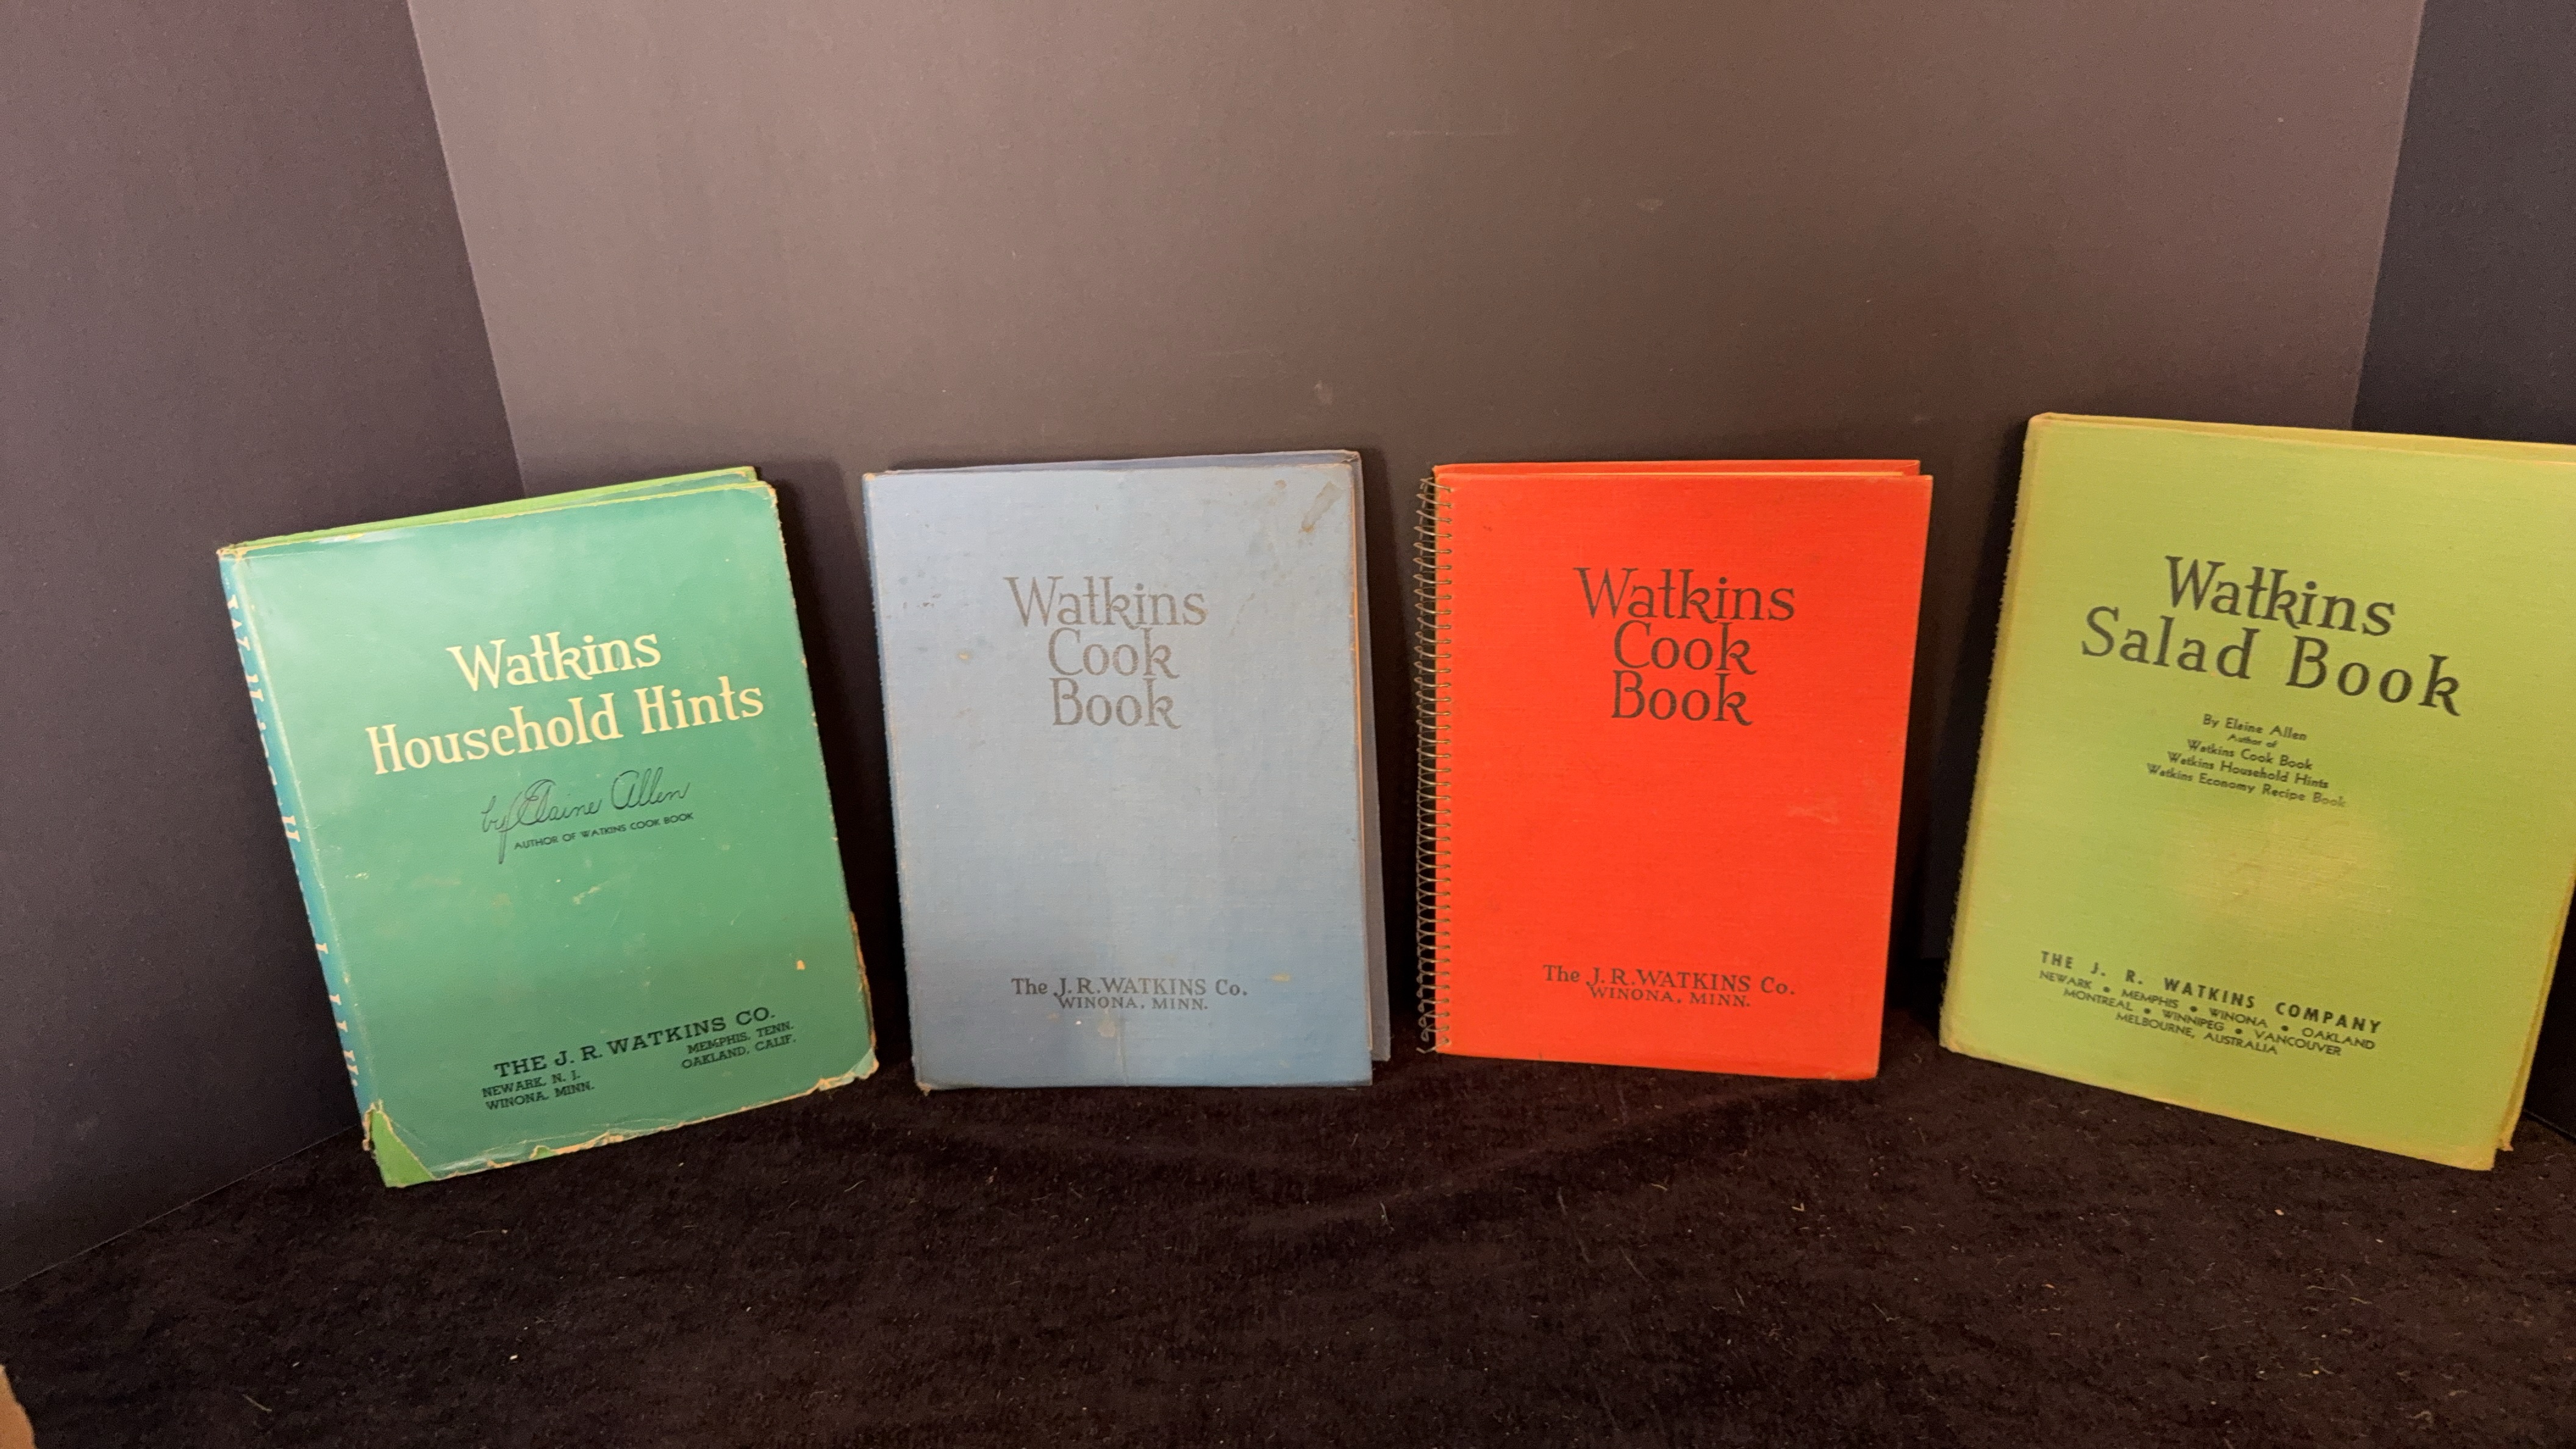 Watkins
Household Hints
by Elaine Allen
AUTHOR OF WATKINS COOK BOOK
THE J. R. WATKINS CO.
NEWARK, N. J.
WINONA, MINN.
MEMPHIS, TENN.
OAKLAND, CALIF.
Watkins
Cook
Book
The J.R.WATKINS Co.
WINONA, MINN.
Watkins
Cook
Book
The J.R.WATKINS Co.
WINONA, MINN.
Watkins
Salad Book
By Elaine Allen
Author of
Watkins Cook Book
Watkins Household Hints
Watkins Economy Recipe Book
THE J. R. WATKINS COMPANY
NEWARK • MEMPHIS • WINONA • OAKLAND
MONTREAL • WINNIPEG • VANCOUVER
MELBOURNE, AUSTRALIA